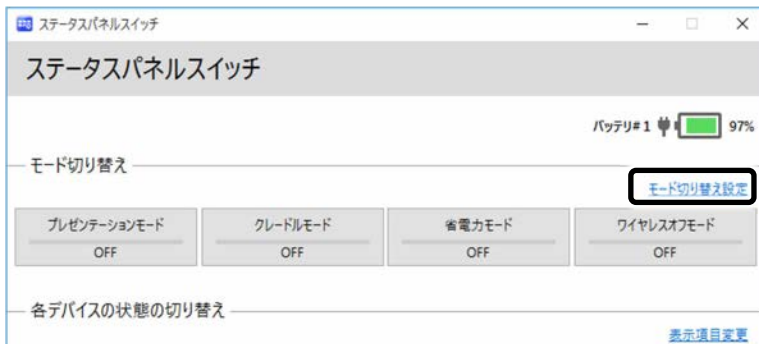 ステータスパネルスイッチ
ステータスパネルスイッチ
バッテリ#1 97%
モード切り替え
モード切り替え設定
プレゼンテーションモード クレードルモード 省電力モード ワイヤレスオフモード
OFF OFF OFF OFF
各デバイスの状態の切り替え
表示項目変更